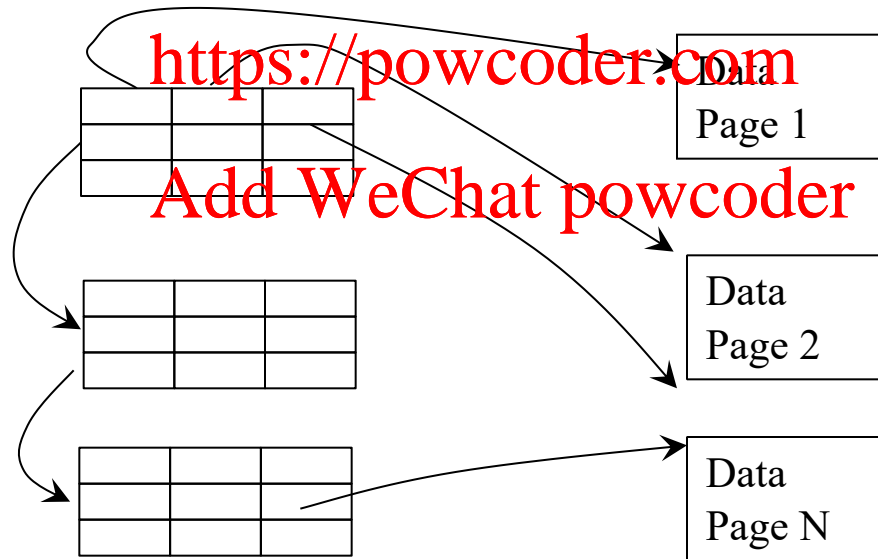 https://powcoder.com
Data
Page 1
Add WeChat powcoder
Data
Page 2
Data
Page N